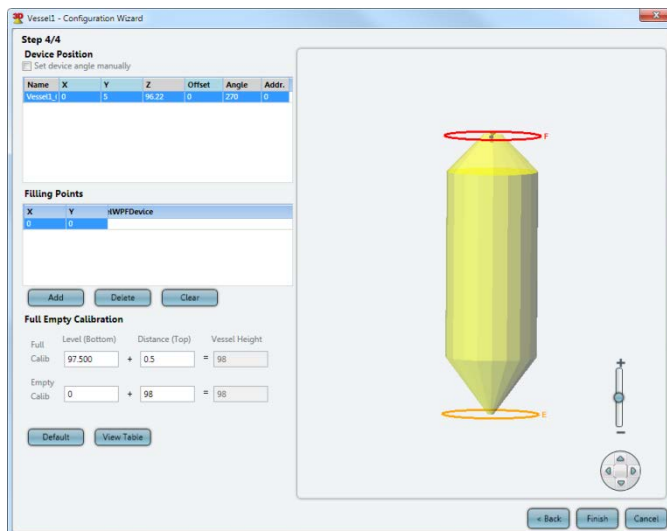 Vessel1 - Configuration Wizard
Step 4/4
Device Position
Set device angle manually
Name X Y Z Offset Angle Addr.
Vessel1_ 0 5 96.22 0 270 0
Filling Points
X Y WPFDevice
0 0
Add Delete Clear
Full Empty Calibration
Level (Bottom) Distance (Top) Vessel Height
Full Calib 97.500 + 0.5 = 98
Empty Calib 0 + 98 = 98
Default View Table
F
E
+
−
< Back Finish Cancel